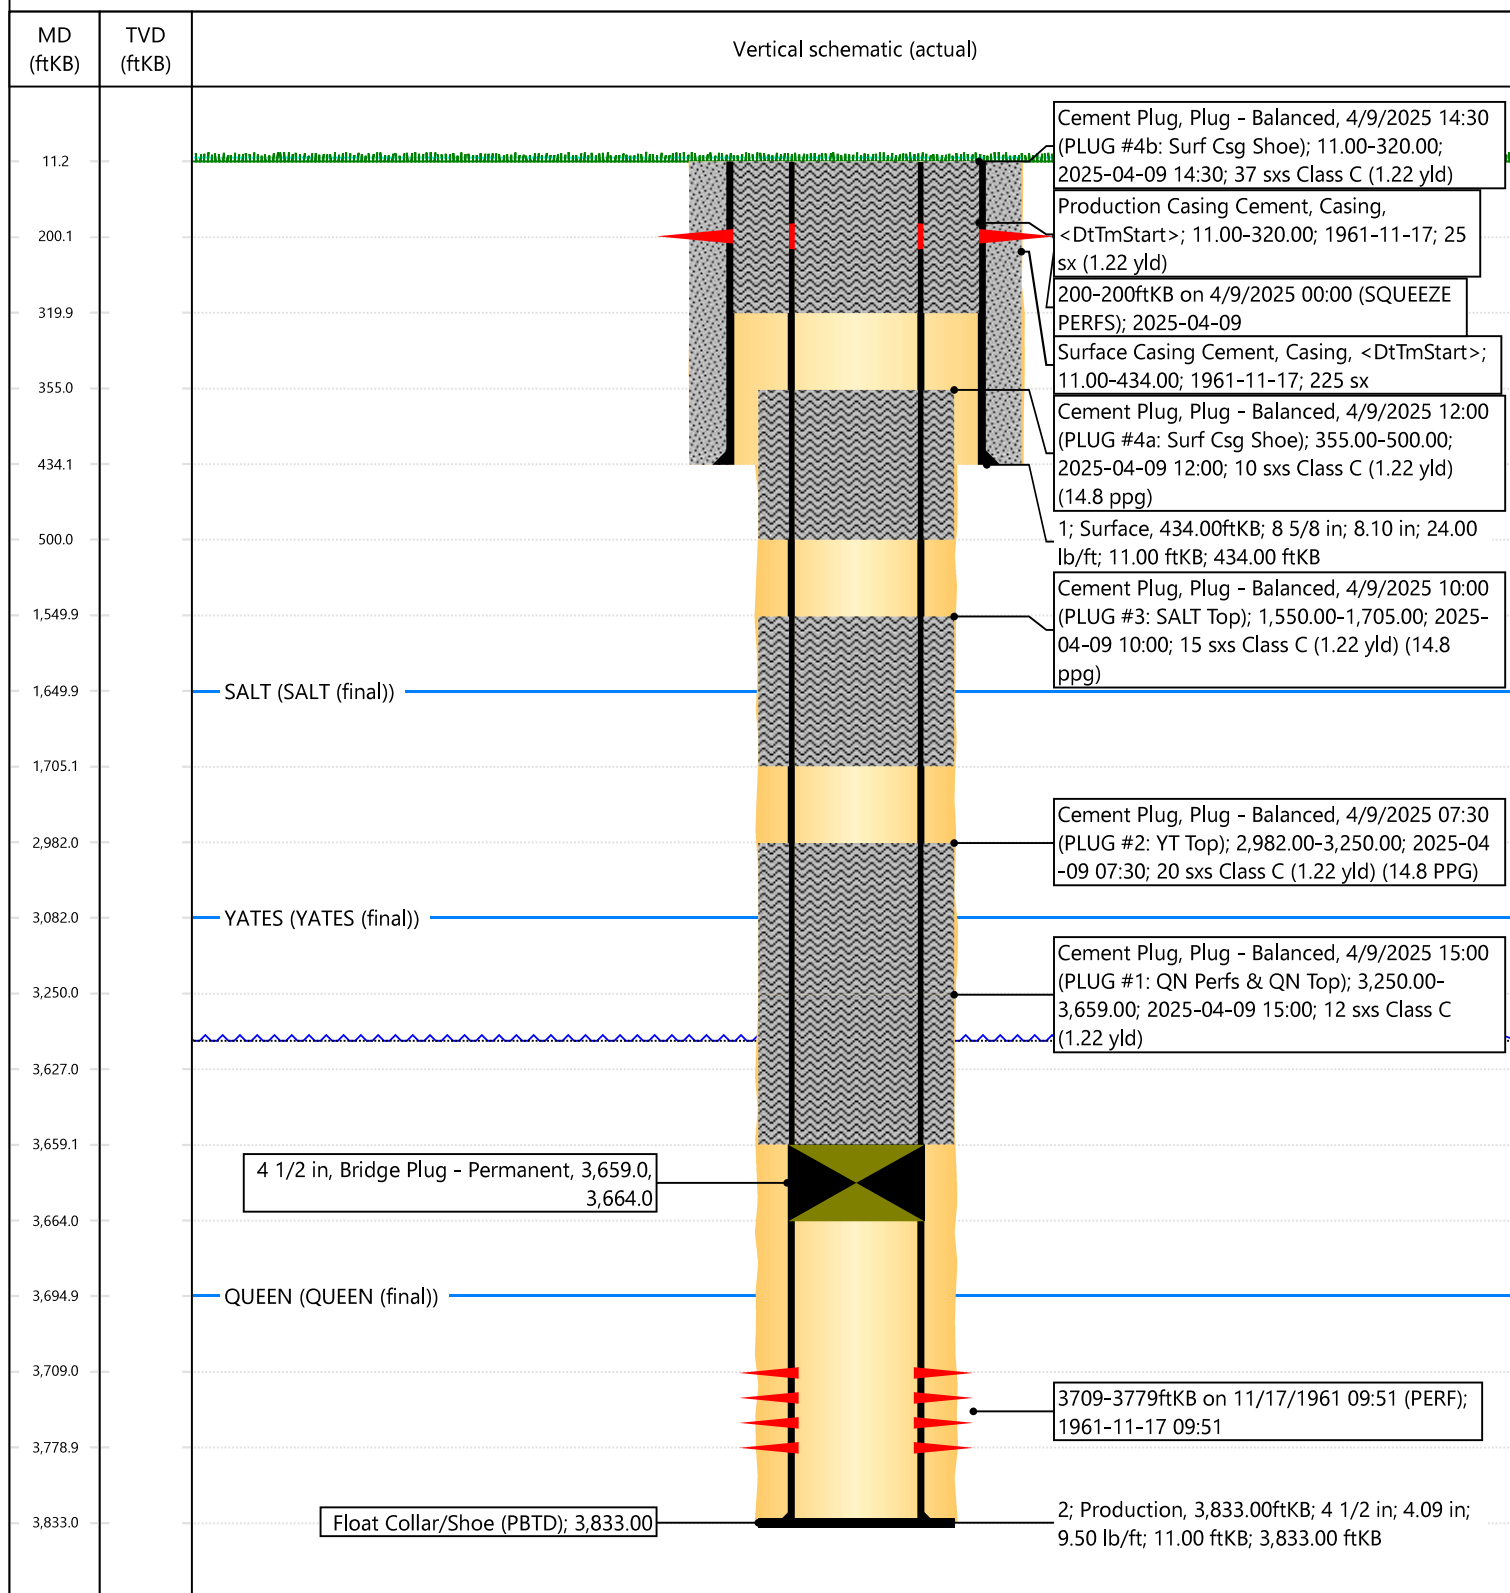 MD
(ftKB)
TVD
(ftKB)
Vertical schematic (actual)
11.2
200.1
319.9
355.0
434.1
500.0
1,549.9
1,649.9
1,705.1
2,982.0
3,082.0
3,250.0
3,627.0
3,659.1
3,664.0
3,694.9
3,709.0
3,778.9
3,833.0
SALT (SALT (final))
YATES (YATES (final))
4 1/2 in, Bridge Plug - Permanent, 3,659.0,
3,664.0
QUEEN (QUEEN (final))
Float Collar/Shoe (PBTD); 3,833.00
Cement Plug, Plug - Balanced, 4/9/2025 14:30
(PLUG #4b: Surf Csg Shoe); 11.00-320.00;
2025-04-09 14:30; 37 sxs Class C (1.22 yld)
Production Casing Cement, Casing,
<DtTmStart>; 11.00-320.00; 1961-11-17; 25
sx (1.22 yld)
200-200ftKB on 4/9/2025 00:00 (SQUEEZE
PERFS); 2025-04-09
Surface Casing Cement, Casing, <DtTmStart>;
11.00-434.00; 1961-11-17; 225 sx
Cement Plug, Plug - Balanced, 4/9/2025 12:00
(PLUG #4a: Surf Csg Shoe); 355.00-500.00;
2025-04-09 12:00; 10 sxs Class C (1.22 yld)
(14.8 ppg)
1; Surface, 434.00ftKB; 8 5/8 in; 8.10 in; 24.00
lb/ft; 11.00 ftKB; 434.00 ftKB
Cement Plug, Plug - Balanced, 4/9/2025 10:00
(PLUG #3: SALT Top); 1,550.00-1,705.00; 2025-
04-09 10:00; 15 sxs Class C (1.22 yld) (14.8
ppg)
Cement Plug, Plug - Balanced, 4/9/2025 07:30
(PLUG #2: YT Top); 2,982.00-3,250.00; 2025-04
-09 07:30; 20 sxs Class C (1.22 yld) (14.8 PPG)
Cement Plug, Plug - Balanced, 4/9/2025 15:00
(PLUG #1: QN Perfs & QN Top); 3,250.00-
3,659.00; 2025-04-09 15:00; 12 sxs Class C
(1.22 yld)
3709-3779ftKB on 11/17/1961 09:51 (PERF);
1961-11-17 09:51
2; Production, 3,833.00ftKB; 4 1/2 in; 4.09 in;
9.50 lb/ft; 11.00 ftKB; 3,833.00 ftKB